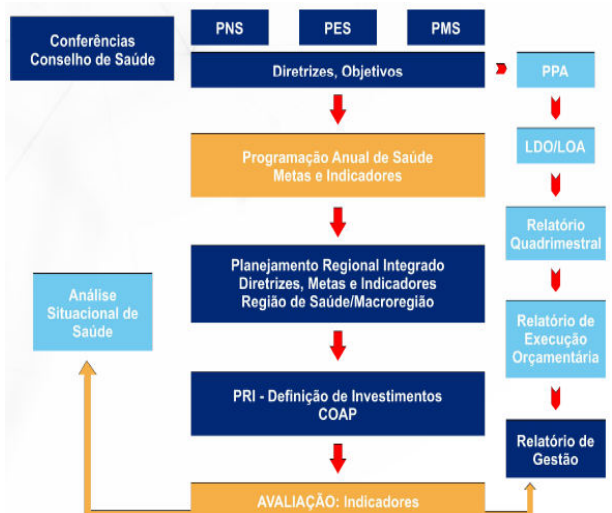 Conferências
Conselho de Saúde
PNS
PES
PMS
Diretrizes, Objetivos
PPA
Programação Anual de Saúde
Metas e Indicadores
LDO/LOA
Relatório
Quadrimestral
Planejamento Regional Integrado
Diretrizes, Metas e Indicadores
Região de Saúde/Macroregião
Análise
Situacional de
Saúde
Relatório de
Execução
Orçamentária
PRI - Definição de Investimentos
COAP
Relatório de
Gestão
AVALIAÇÃO: Indicadores